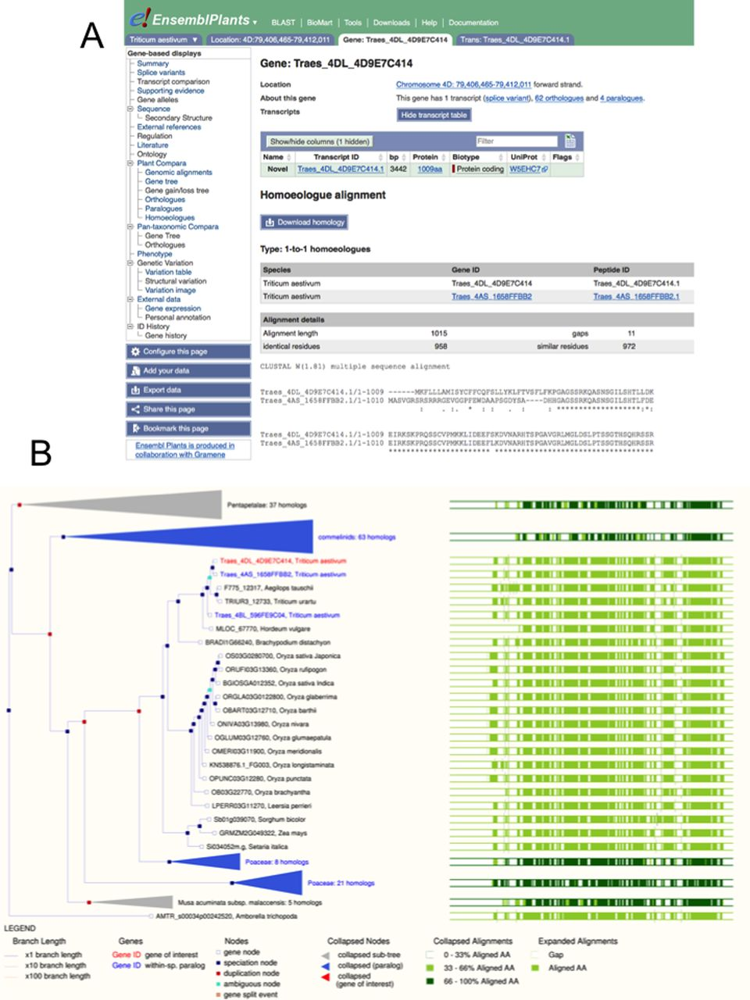 A
e! EnsemblPlants ▾ BLAST | BioMart | Tools | Downloads | Help | Documentation
Triticum aestivum ▼ Location: 4D:79,406,465-79,412,011 Gene: Traes_4DL_4D9E7C414 Trans: Traes_4DL_4D9E7C414.1
Gene-based displays
Summary
Splice variants
Transcript comparison
Supporting evidence
Gene alleles
Sequence
Secondary Structure
External references
Regulation
Literature
Ontology
Plant Compara
Genomic alignments
Gene tree
Gene gain/loss tree
Orthologues
Paralogues
Homoeologues
Pan-taxonomic Compara
Gene Tree
Orthologues
Phenotype
Genetic Variation
Variation table
Structural variation
Variation image
External data
Gene expression
Personal annotation
ID History
Gene history
Configure this page
Add your data
Export data
Share this page
Bookmark this page
Ensembl Plants is produced in
collaboration with Gramene
Gene: Traes_4DL_4D9E7C414
Location Chromosome 4D: 79,406,465-79,412,011 forward strand.
About this gene This gene has 1 transcript (splice variant), 62 orthologues and 4 paralogues.
Transcripts Hide transcript table
Show/hide columns (1 hidden) Filter
Name Transcript ID bp Protein Biotype UniProt Flags
Novel Traes_4DL_4D9E7C414.1 3442 1009aa Protein coding W5EHC7
Homoeologue alignment
Download homology
Type: 1-to-1 homoeologues
Species Gene ID Peptide ID
Triticum aestivum Traes_4DL_4D9E7C414 Traes_4DL_4D9E7C414.1
Triticum aestivum Traes_4AS_1658FFBB2 Traes_4AS_1658FFBB2.1
Alignment details
Alignment length 1015 gaps 11
identical residues 958 similar residues 972
CLUSTAL W(1.81) multiple sequence alignment
Traes_4DL_4D9E7C414.1/1-1009 ------MKFLLLAMISYCFFCQFSLLYKLFTVSFLFKPGAGSSRKQASNSGILSHTLLDK
Traes_4AS_1658FFBB2.1/1-1010 MASVGRSRSRRRGEVGGPFEWDAAPSGDYSA----DHHGAGSSRKQASNSGILSHTLFDE
Traes_4DL_4D9E7C414.1/1-1009 EIRKSKPRQSSCVPMKKLIDEEFSKDVNARHTSPGAVGRLMGLDSLPTSSGTHSQHRSSR
Traes_4AS_1658FFBB2.1/1-1010 EIRKSKPRQSSCVPMKKLIDEEFLKDVNARHTSPGAVGRLMGLDSLPTSSGTHSQHRSSR
B
Pentapetalae: 37 homologs
commelinids: 63 homologs
Traes_4DL_4D9E7C414, Triticum aestivum
Traes_4AS_1658FFBB2, Triticum aestivum
F775_12317, Aegilops tauschii
TRIUR3_12733, Triticum urartu
Traes_4BL_596FE9C04, Triticum aestivum
MLOC_67770, Hordeum vulgare
BRADI1G66240, Brachypodium distachyon
OS03G0280700, Oryza sativa Japonica
ORUFI03G13360, Oryza rufipogon
BGIOSGA012352, Oryza sativa Indica
ORGLA03G0122800, Oryza glaberrima
OBART03G12710, Oryza barthii
ONIVA03G13980, Oryza nivara
OGLUM03G12760, Oryza glumaepatula
OMERI03G11900, Oryza meridionalis
KN538876.1_FG003, Oryza longistaminata
OPUNC03G12280, Oryza punctata
OB03G22770, Oryza brachyantha
LPERR03G11270, Leersia perrieri
Sb01g039070, Sorghum bicolor
GRMZM2G049322, Zea mays
Si034052m.g, Setaria italica
Poaceae: 8 homologs
Poaceae: 21 homologs
Musa acuminata subsp. malaccensis: 5 homologs
AMTR_s00034p00242520, Amborella trichopoda
LEGEND
Branch Length Genes Nodes Collapsed Nodes Collapsed Alignments Expanded Alignments
x1 branch length Gene ID gene of interest gene node collapsed sub-tree 0 - 33% Aligned AA Gap
x10 branch length Gene ID within-sp. paralog speciation node collapsed (paralog) 33 - 66% Aligned AA Aligned AA
x100 branch length duplication node collapsed (gene of interest) 66 - 100% Aligned AA
ambiguous node
gene split event